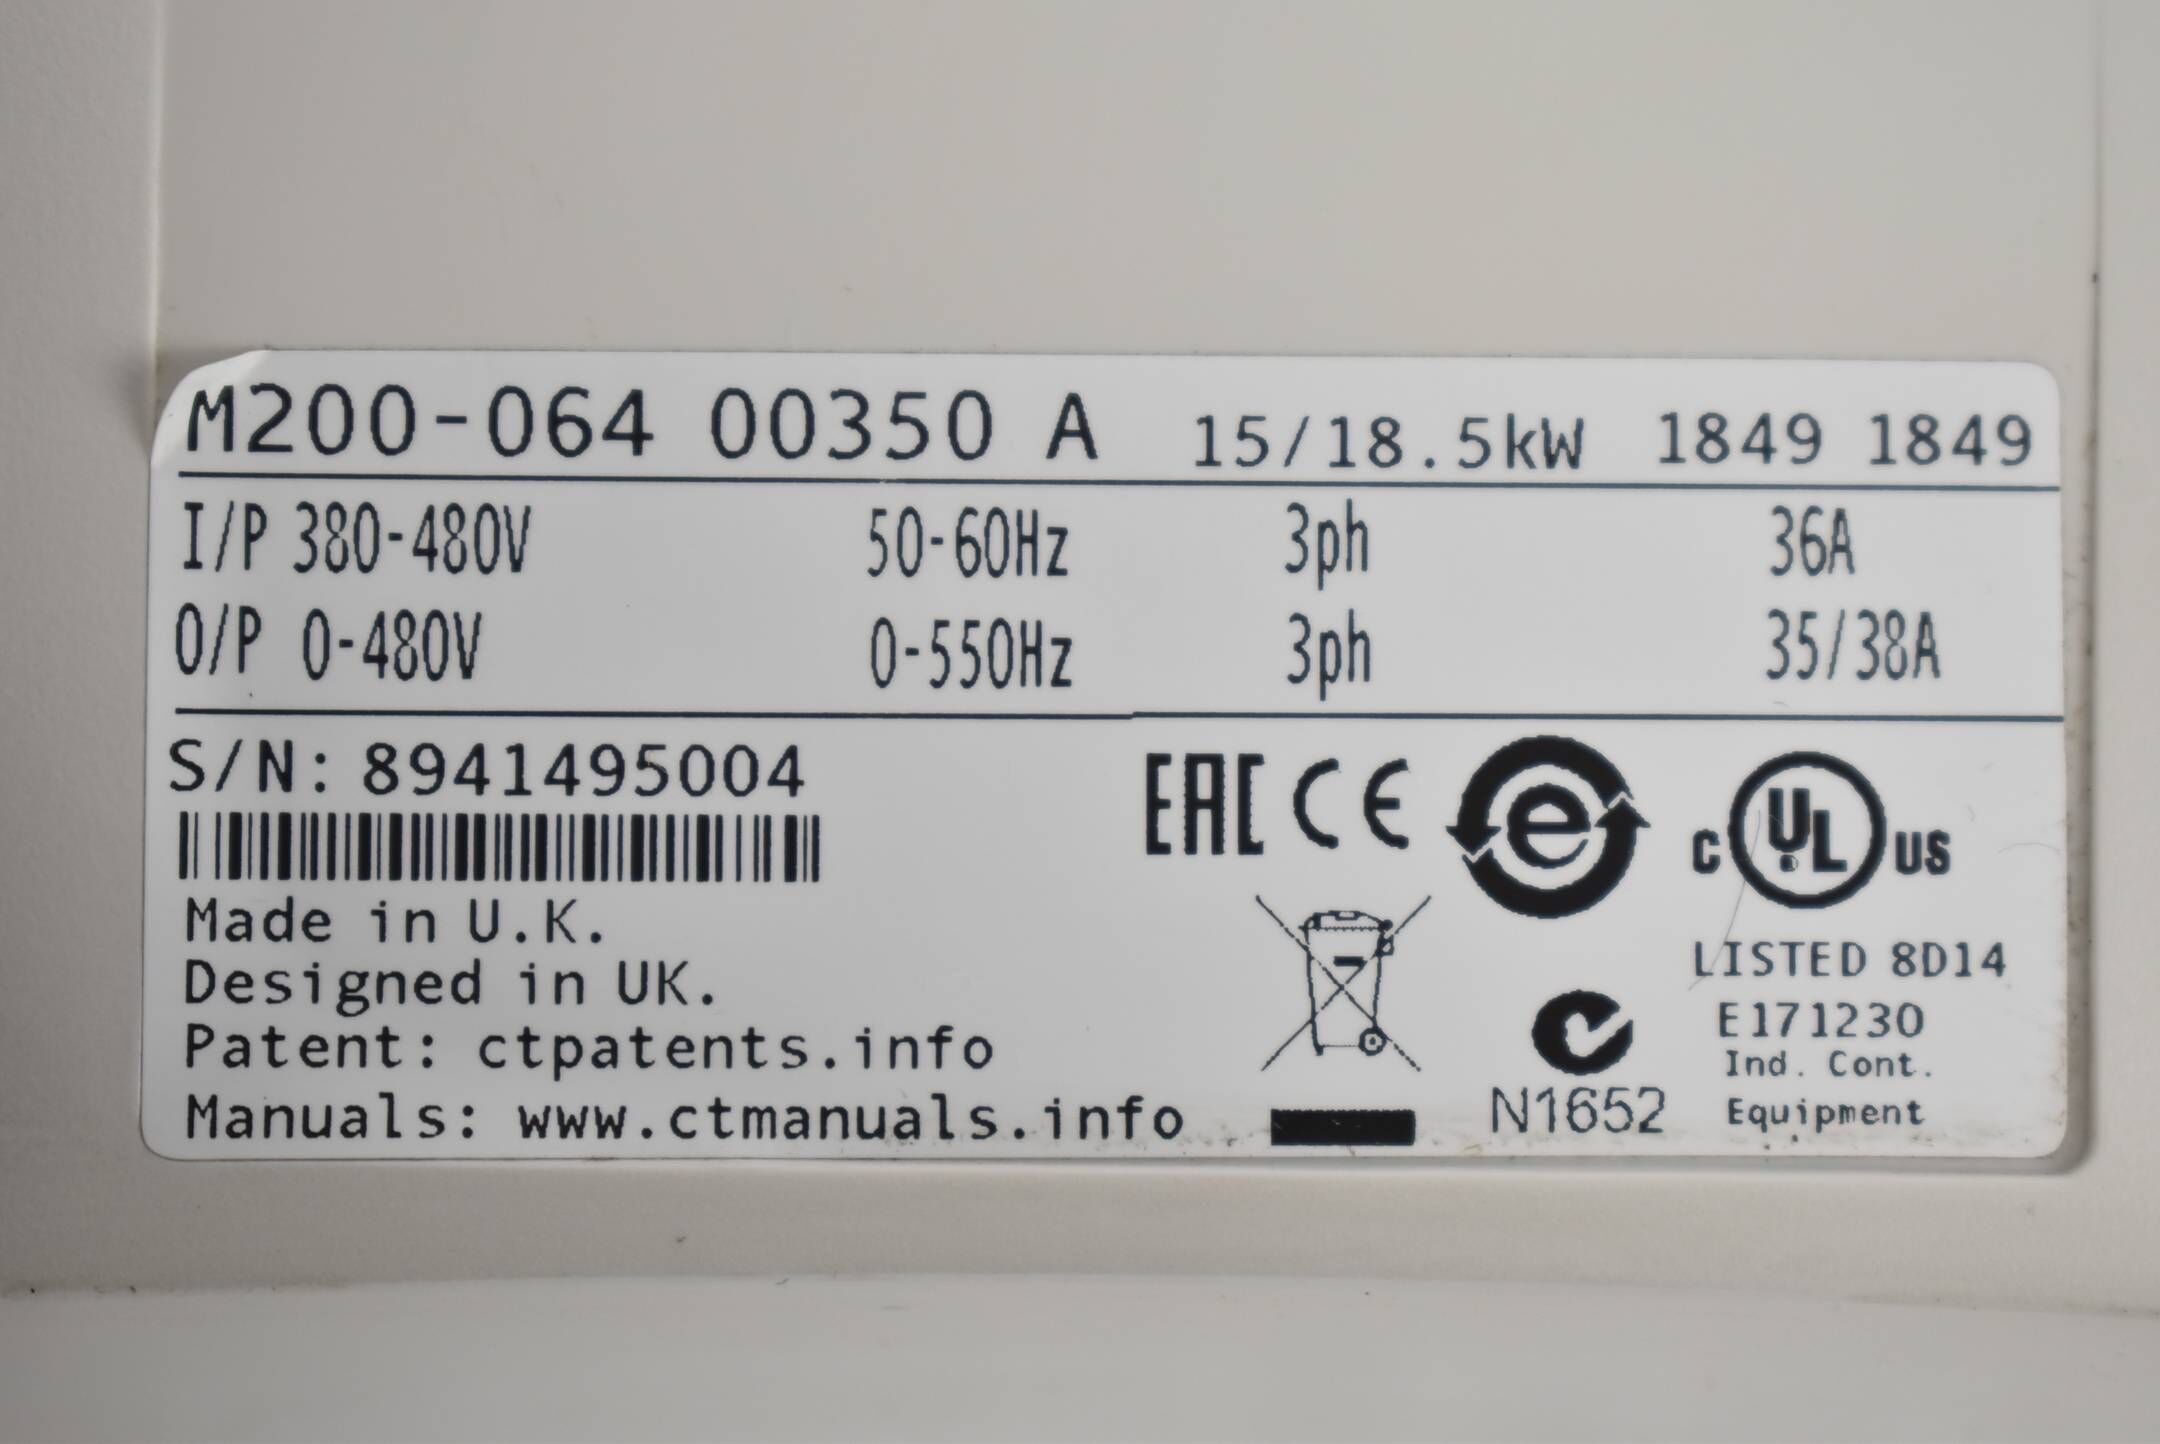 M200-064 00350 A 15/18.5kW 1849 1849
I/P 380-480V 50-60Hz 3ph 36A
O/P 0-480V 0-550Hz 3ph 35/38A
S/N: 8941495004
EAC CE e C UL US
Made in U.K.
Designed in UK.
Patent: ctpatents.info
Manuals: www.ctmanuals.info
N1652
LISTED 8D14
E171230
Ind. Cont.
Equipment